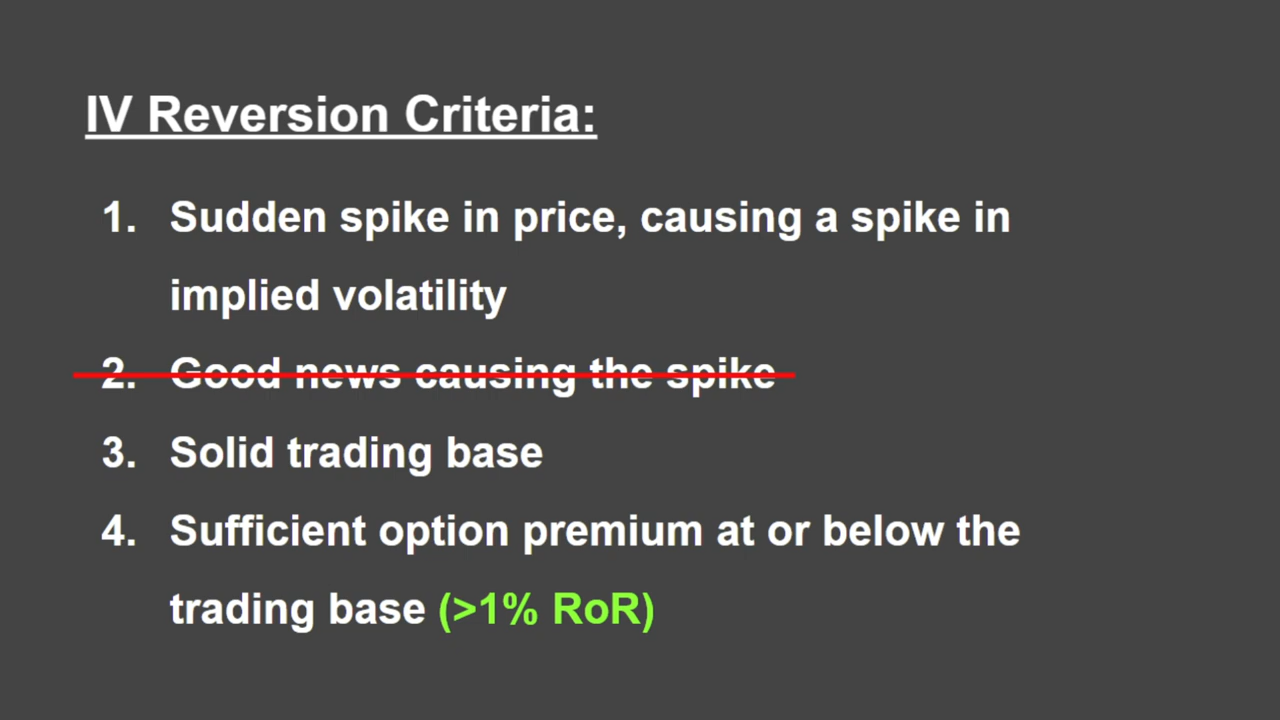 IV Reversion Criteria:
1. Sudden spike in price, causing a spike in
implied volatility
2. Good news causing the spike
3. Solid trading base
4. Sufficient option premium at or below the
trading base (>1% RoR)